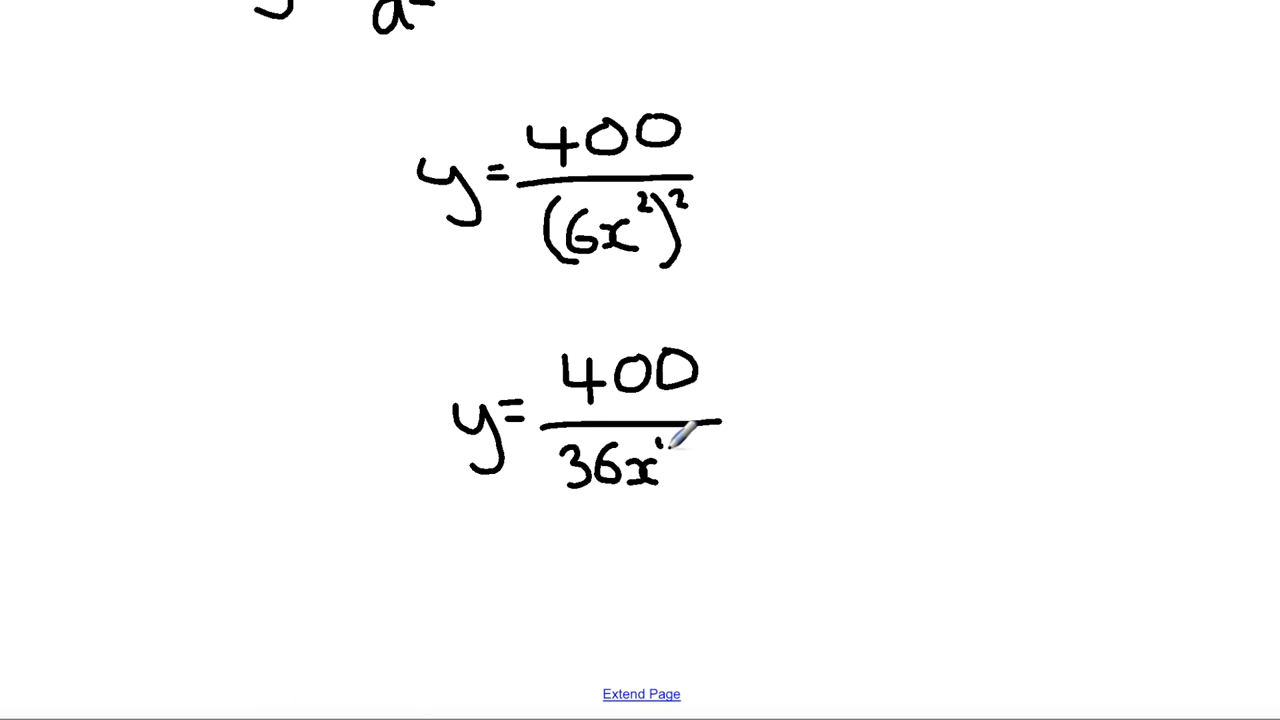 y = 400/(6x²)²
y = 400/36x
Extend Page